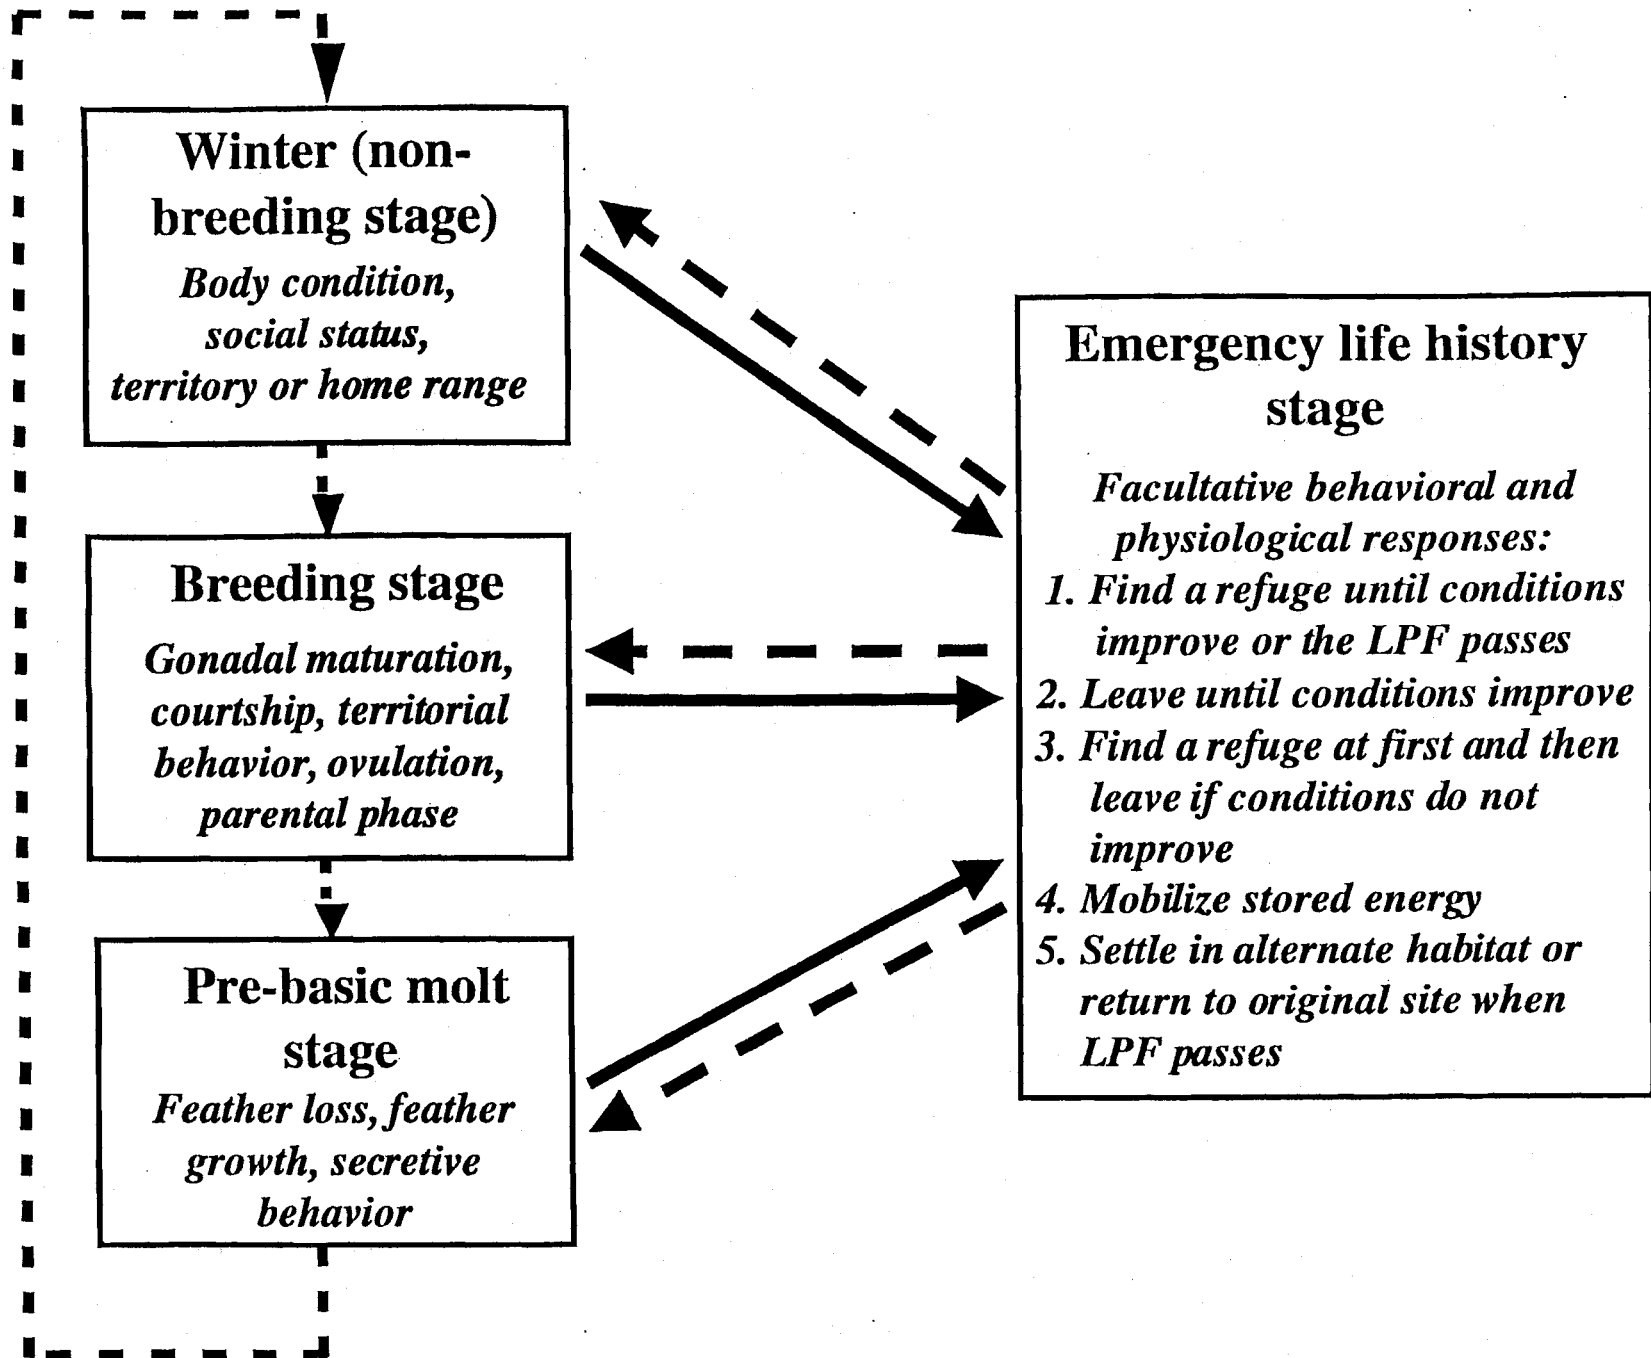 Winter (non-
breeding stage)
Body condition,
social status,
territory or home range
Breeding stage
Gonadal maturation,
courtship, territorial
behavior, ovulation,
parental phase
Pre-basic molt
stage
Feather loss, feather
growth, secretive
behavior
Emergency life history
stage
Facultative behavioral and
physiological responses:
1. Find a refuge until conditions
improve or the LPF passes
2. Leave until conditions improve
3. Find a refuge at first and then
leave if conditions do not
improve
4. Mobilize stored energy
5. Settle in alternate habitat or
return to original site when
LPF passes